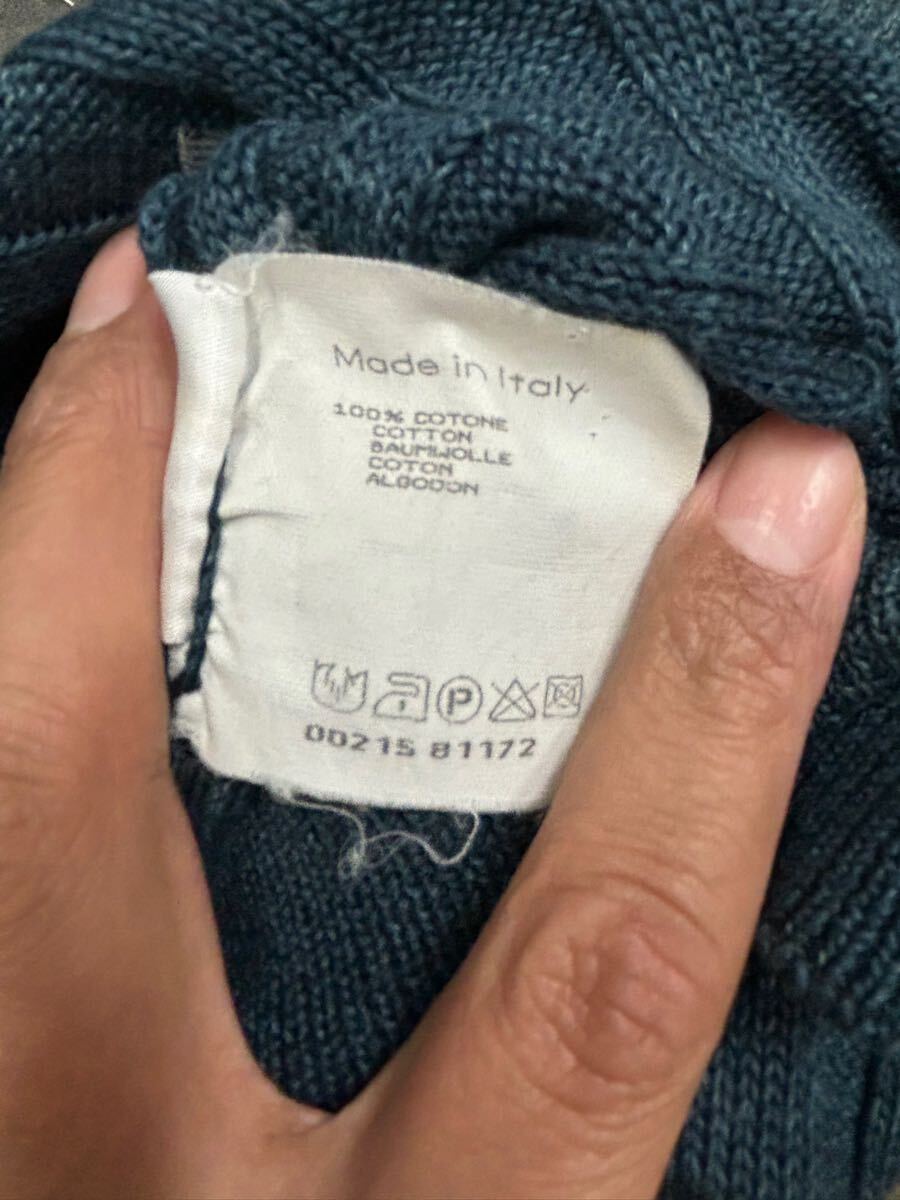 Made in Italy
100% COTONE
COTTON
BAUMWOLLE
COTON
ALGODON
P
00215 81172